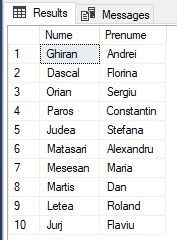 Results Messages
Nume Prenume
1 Ghiran Andrei
2 Dascal Florina
3 Orian Sergiu
4 Paros Constantin
5 Judea Stefana
6 Matasari Alexandru
7 Mesesan Maria
8 Martis Dan
9 Letea Roland
10 Jurj Flaviu